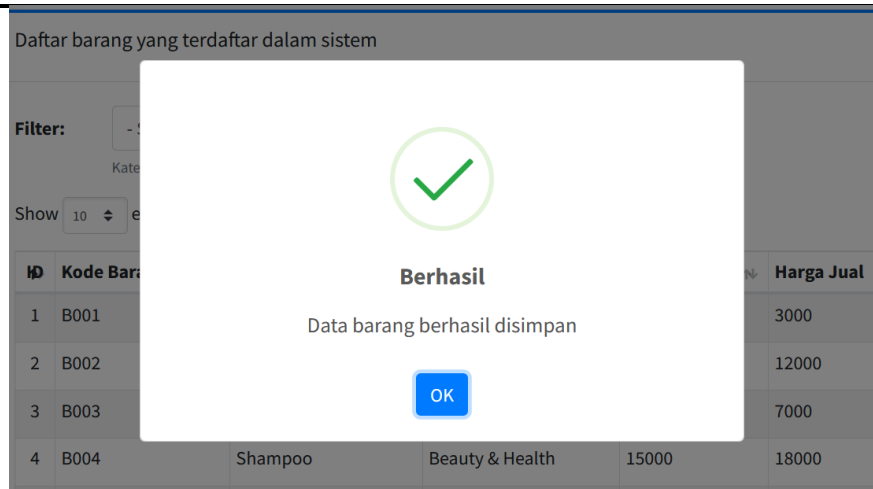 Daftar barang yang terdaftar dalam sistem
Filter:
Kate
Show 10 e
ID Kode Bara Harga Jual
Berhasil
Data barang berhasil disimpan
OK
1 B001 3000
2 B002 12000
3 B003 7000
4 B004 Shampoo Beauty & Health 15000 18000